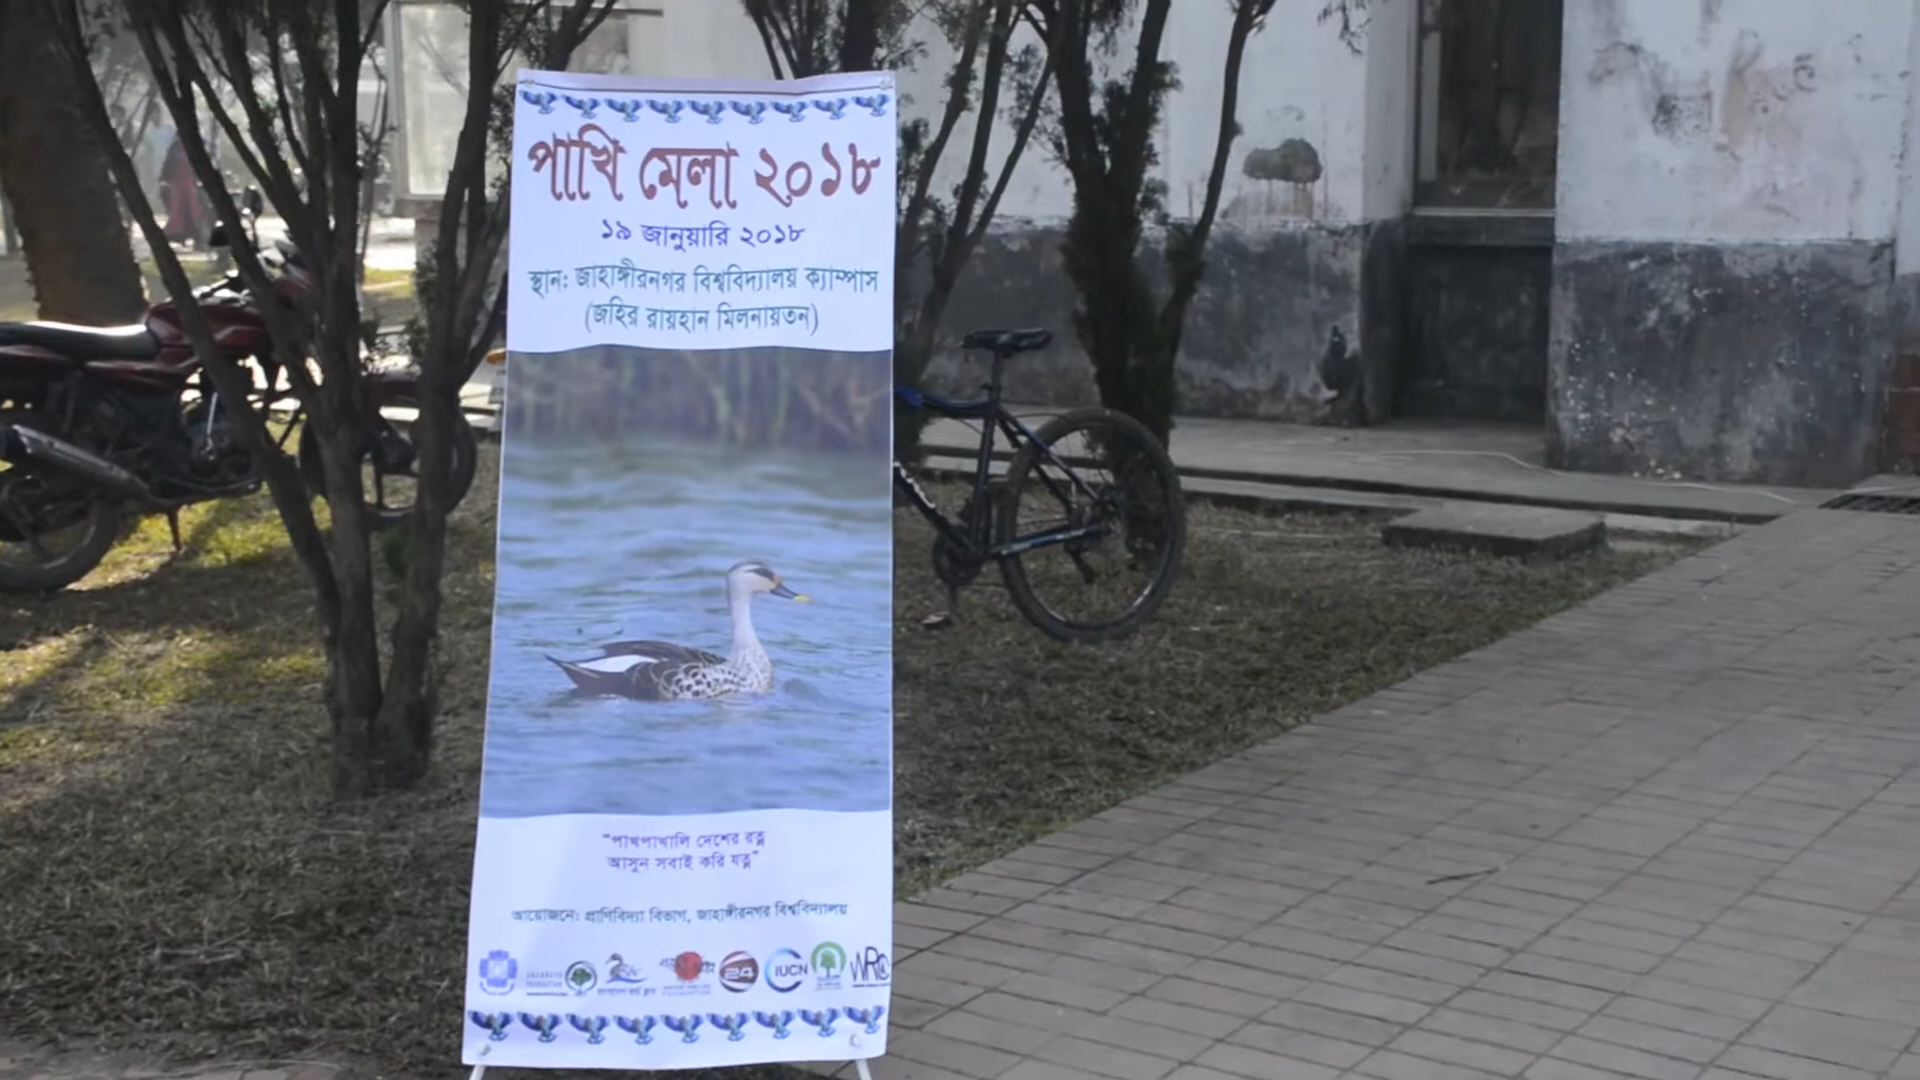 পাখি মেলা ২০১৮
১৯ জানুয়ারি ২০১৮
স্থান: জাহাঙ্গীরনগর বিশ্ববিদ্যালয় ক্যাম্পাস
(জহির রায়হান মিলনায়তন)
"পাখপাখালি দেশের রত্ন
আসুন সবাই করি যত্ন"
আয়োজনে: প্রাণিবিদ্যা বিভাগ, জাহাঙ্গীরনগর বিশ্ববিদ্যালয়
24 IUCN WRC